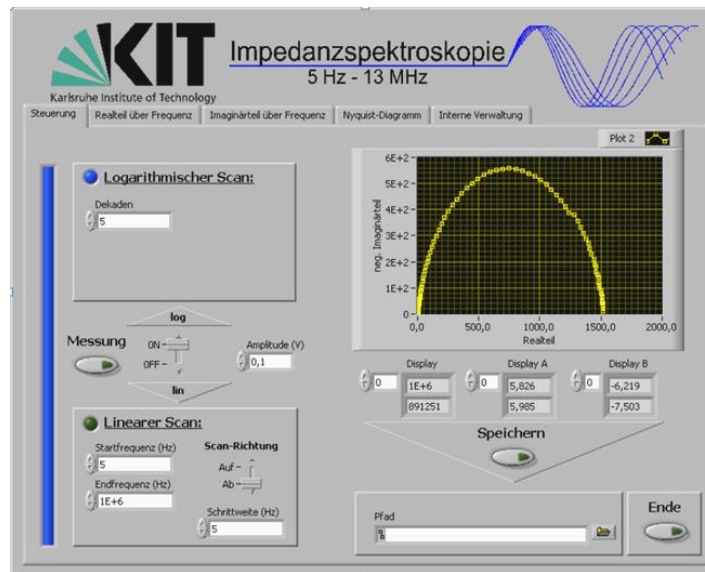 KIT
Karlsruhe Institute of Technology
Impedanzspektroskopie
5 Hz - 13 MHz
Steuerung
Realteil über Frequenz
Imaginärteil über Frequenz
Nyquist-Diagramm
Interne Verwaltung
Logarithmischer Scan:
Dekaden
5
log
Messung
ON
OFF
Amplitude (V)
0,1
lin
Linearer Scan:
Startfrequenz (Hz)
5
Endfrequenz (Hz)
1E+6
Scan-Richtung
Auf
Ab
Schrittweite (Hz)
5
Plot 2
neg. Imaginärteil
6E+2
5E+2
4E+2
3E+2
2E+2
1E+2
0
0,0 500,0 1000,0 1500,0 2000,0
Realteil
Display Display A Display B
0 1E+6 0 5,826 0 -6,219
891251 5,985 -7,503
Speichern
Pfad
Ende